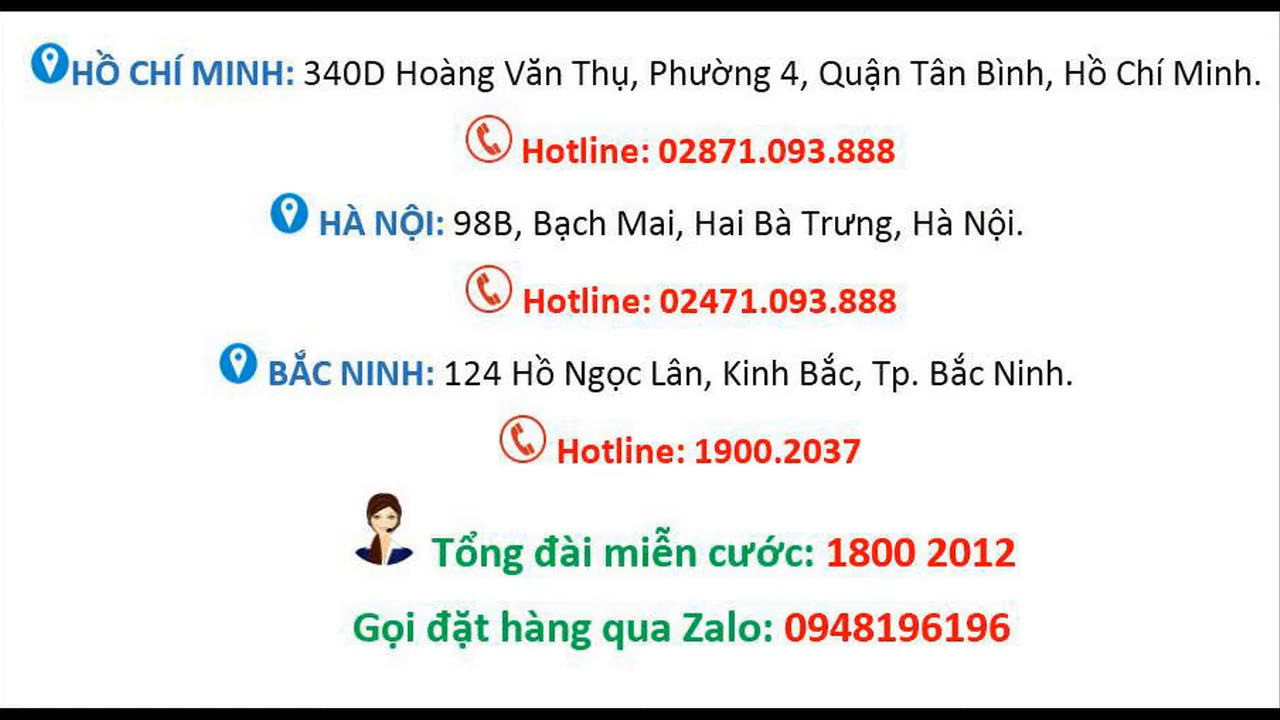 HỒ CHÍ MINH: 340D Hoàng Văn Thụ, Phường 4, Quận Tân Bình, Hồ Chí Minh.
Hotline: 02871.093.888
HÀ NỘI: 98B, Bạch Mai, Hai Bà Trưng, Hà Nội.
Hotline: 02471.093.888
BẮC NINH: 124 Hồ Ngọc Lân, Kinh Bắc, Tp. Bắc Ninh.
Hotline: 1900.2037
Tổng đài miễn cước: 1800 2012
Gọi đặt hàng qua Zalo: 0948196196